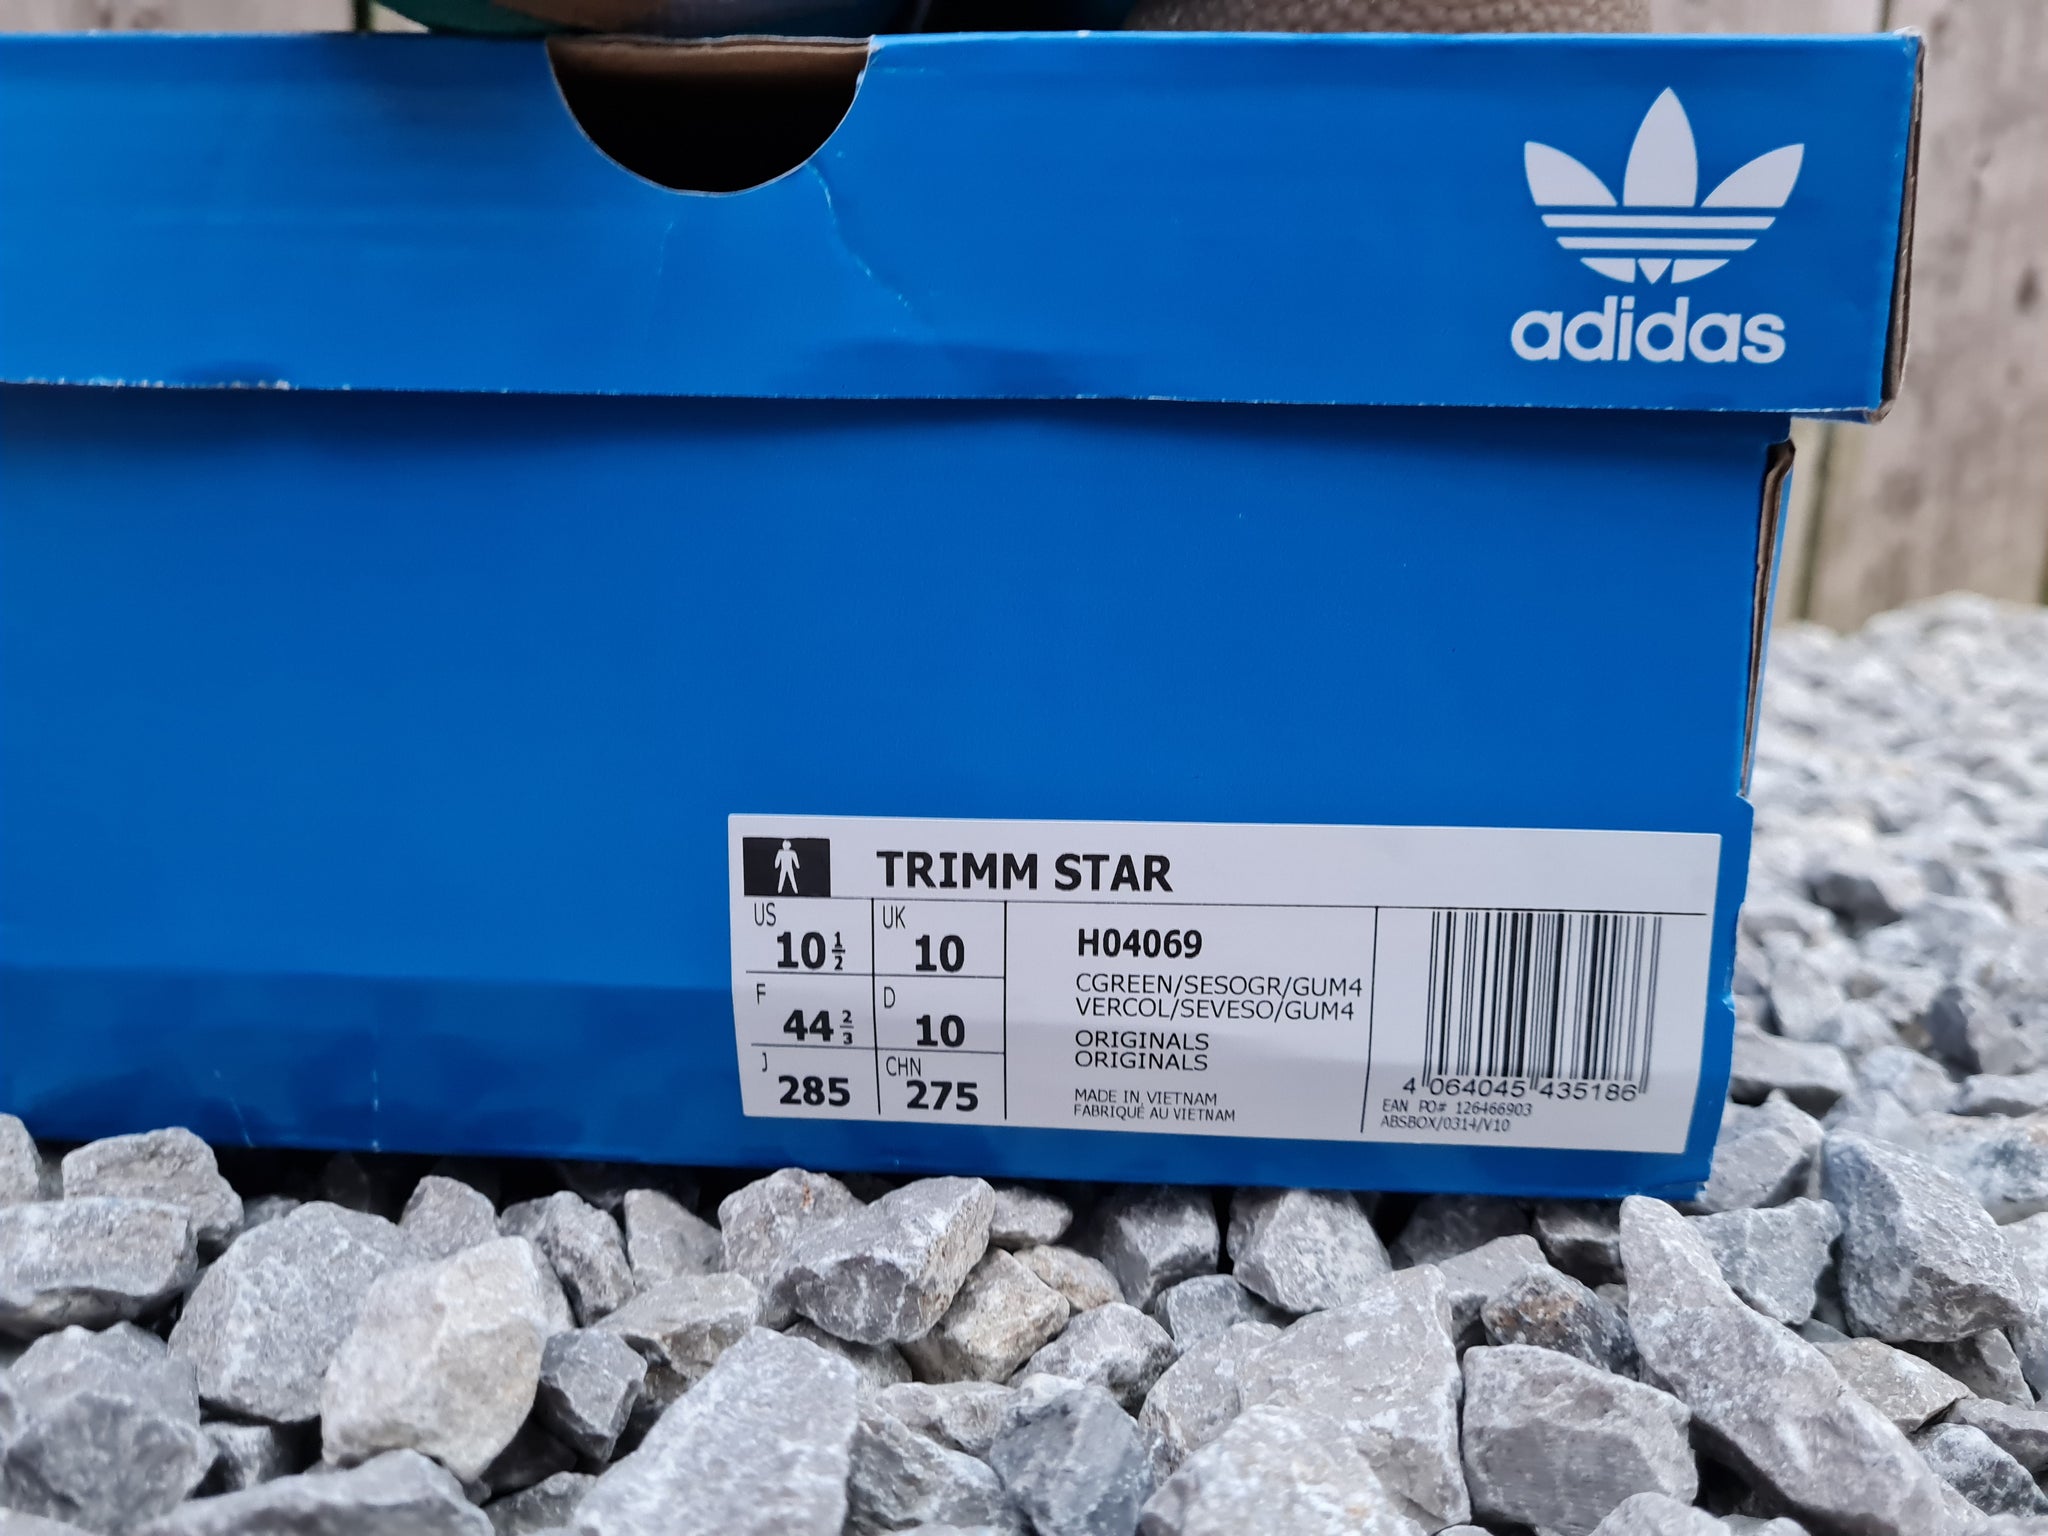 adidas
TRIMM STAR
US
10 1/2
UK
10
F
44 2/3
D
10
J
285
CHN
275
H04069
CGREEN/SESOGR/GUM4
VERCOL/SEVESO/GUM4
ORIGINALS
ORIGINALS
MADE IN VIETNAM
FABRIQUÉ AU VIETNAM
4 064045 435186
EAN PO# 126466903
ABSBOX/0314/V10